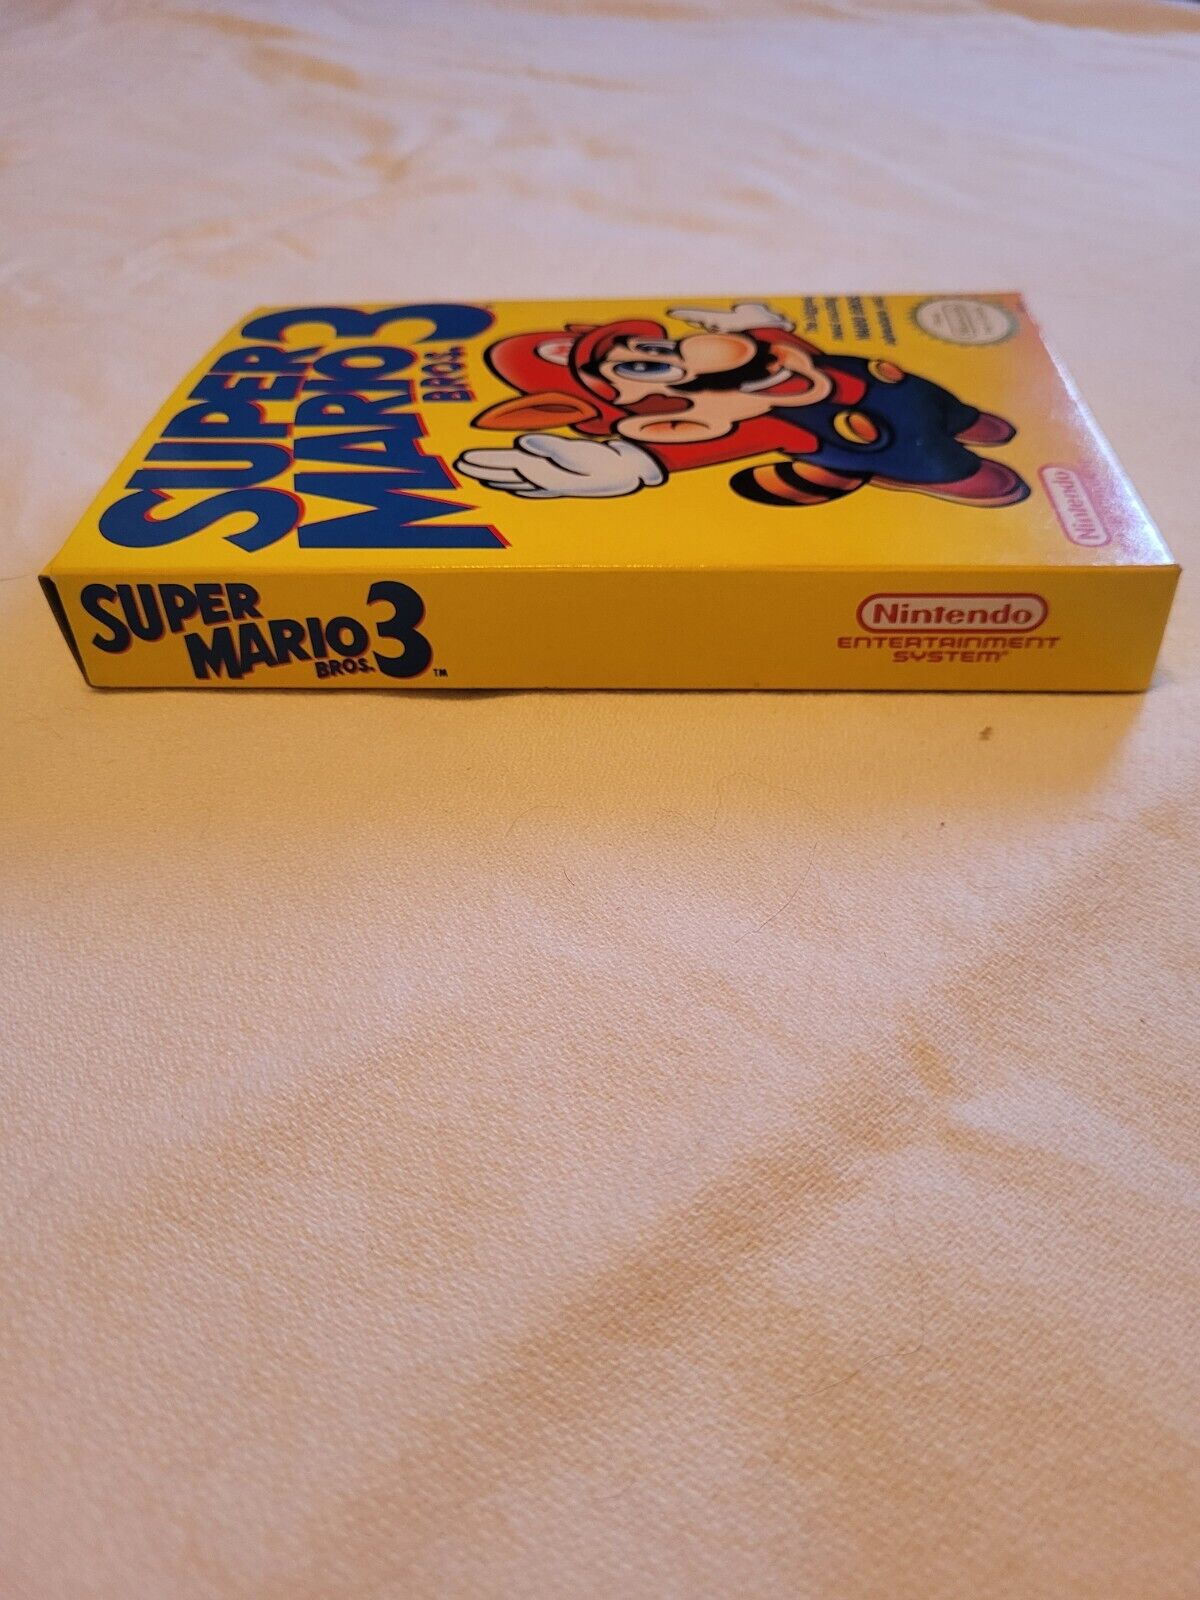 SUPER
MARIO 3
BROS.
Nintendo
SUPER
MARIO 3
BROS. ™
Nintendo
ENTERTAINMENT
SYSTEM®